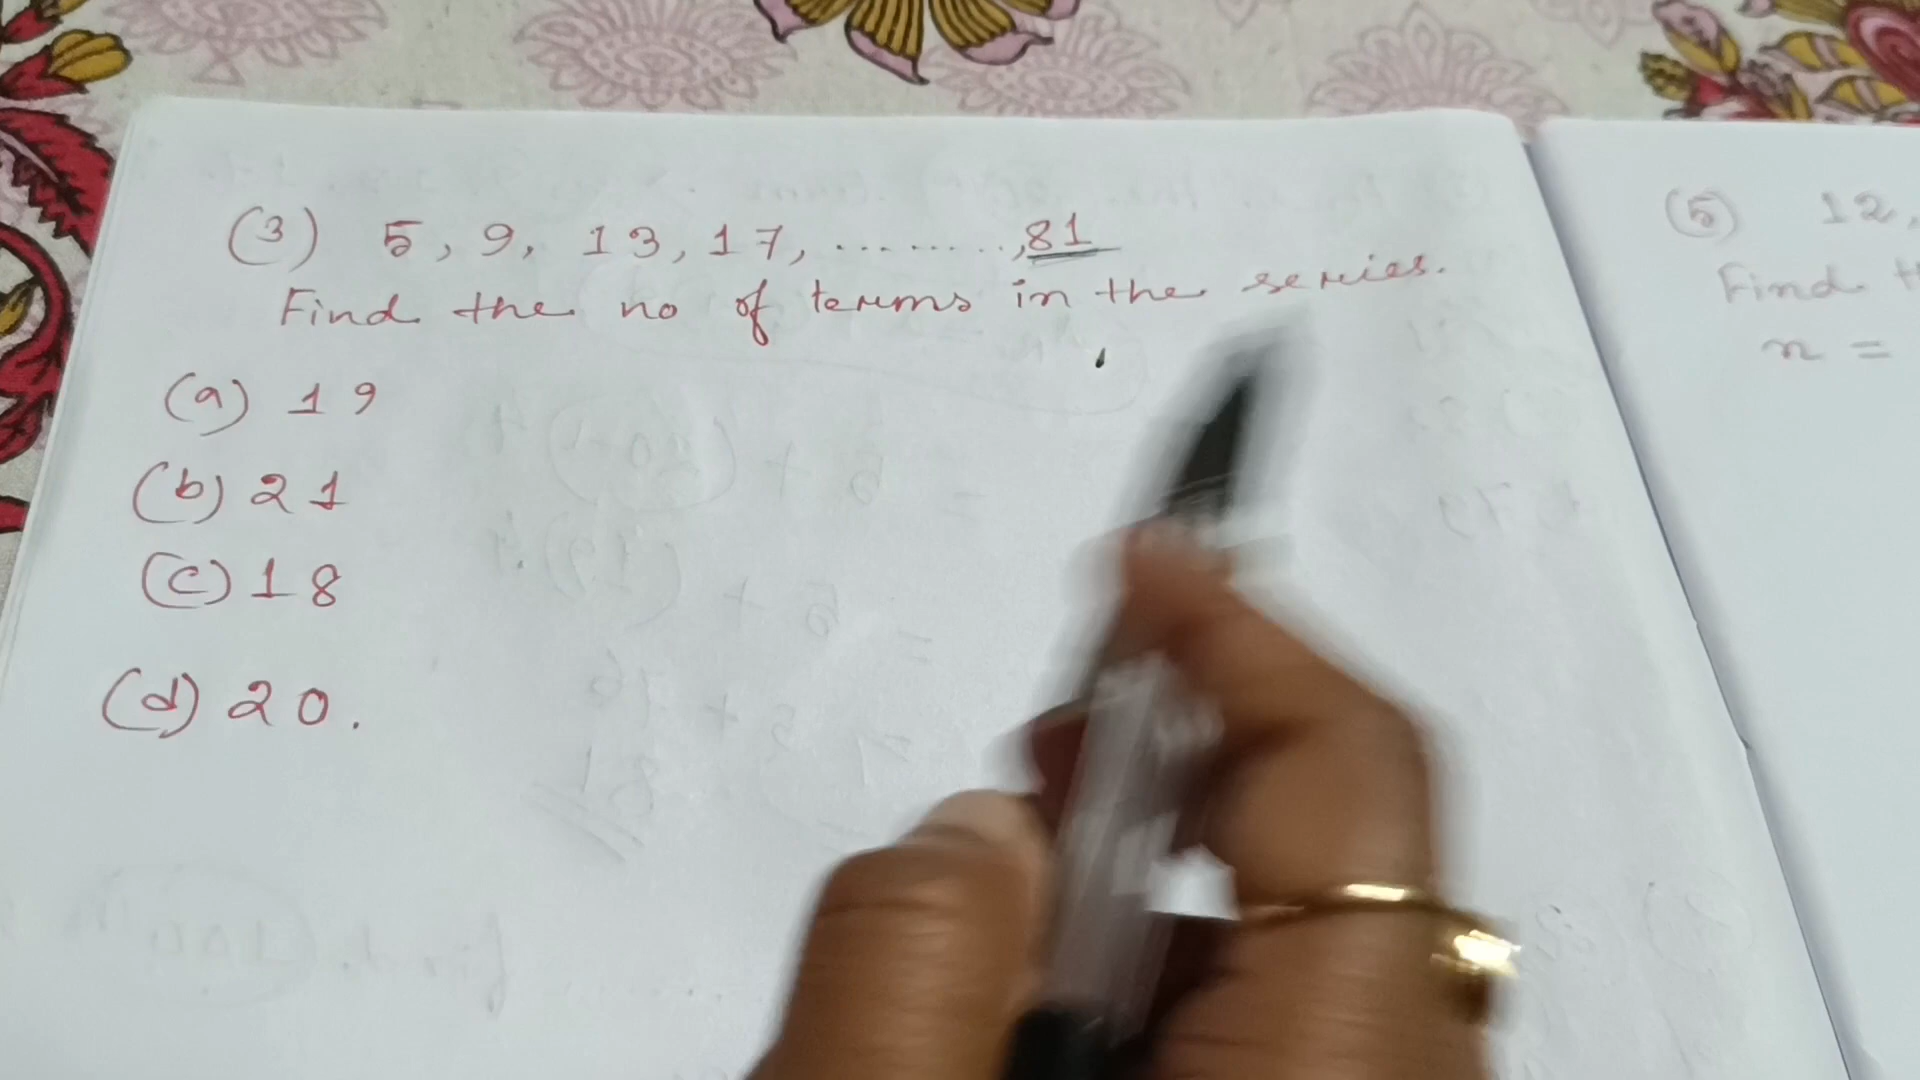 (3) 5, 9, 13, 17, ..........,81
Find the no of terms in the series.
(a) 19
(b) 21
(c) 18
(d) 20.
(5) 12,
Find
n =